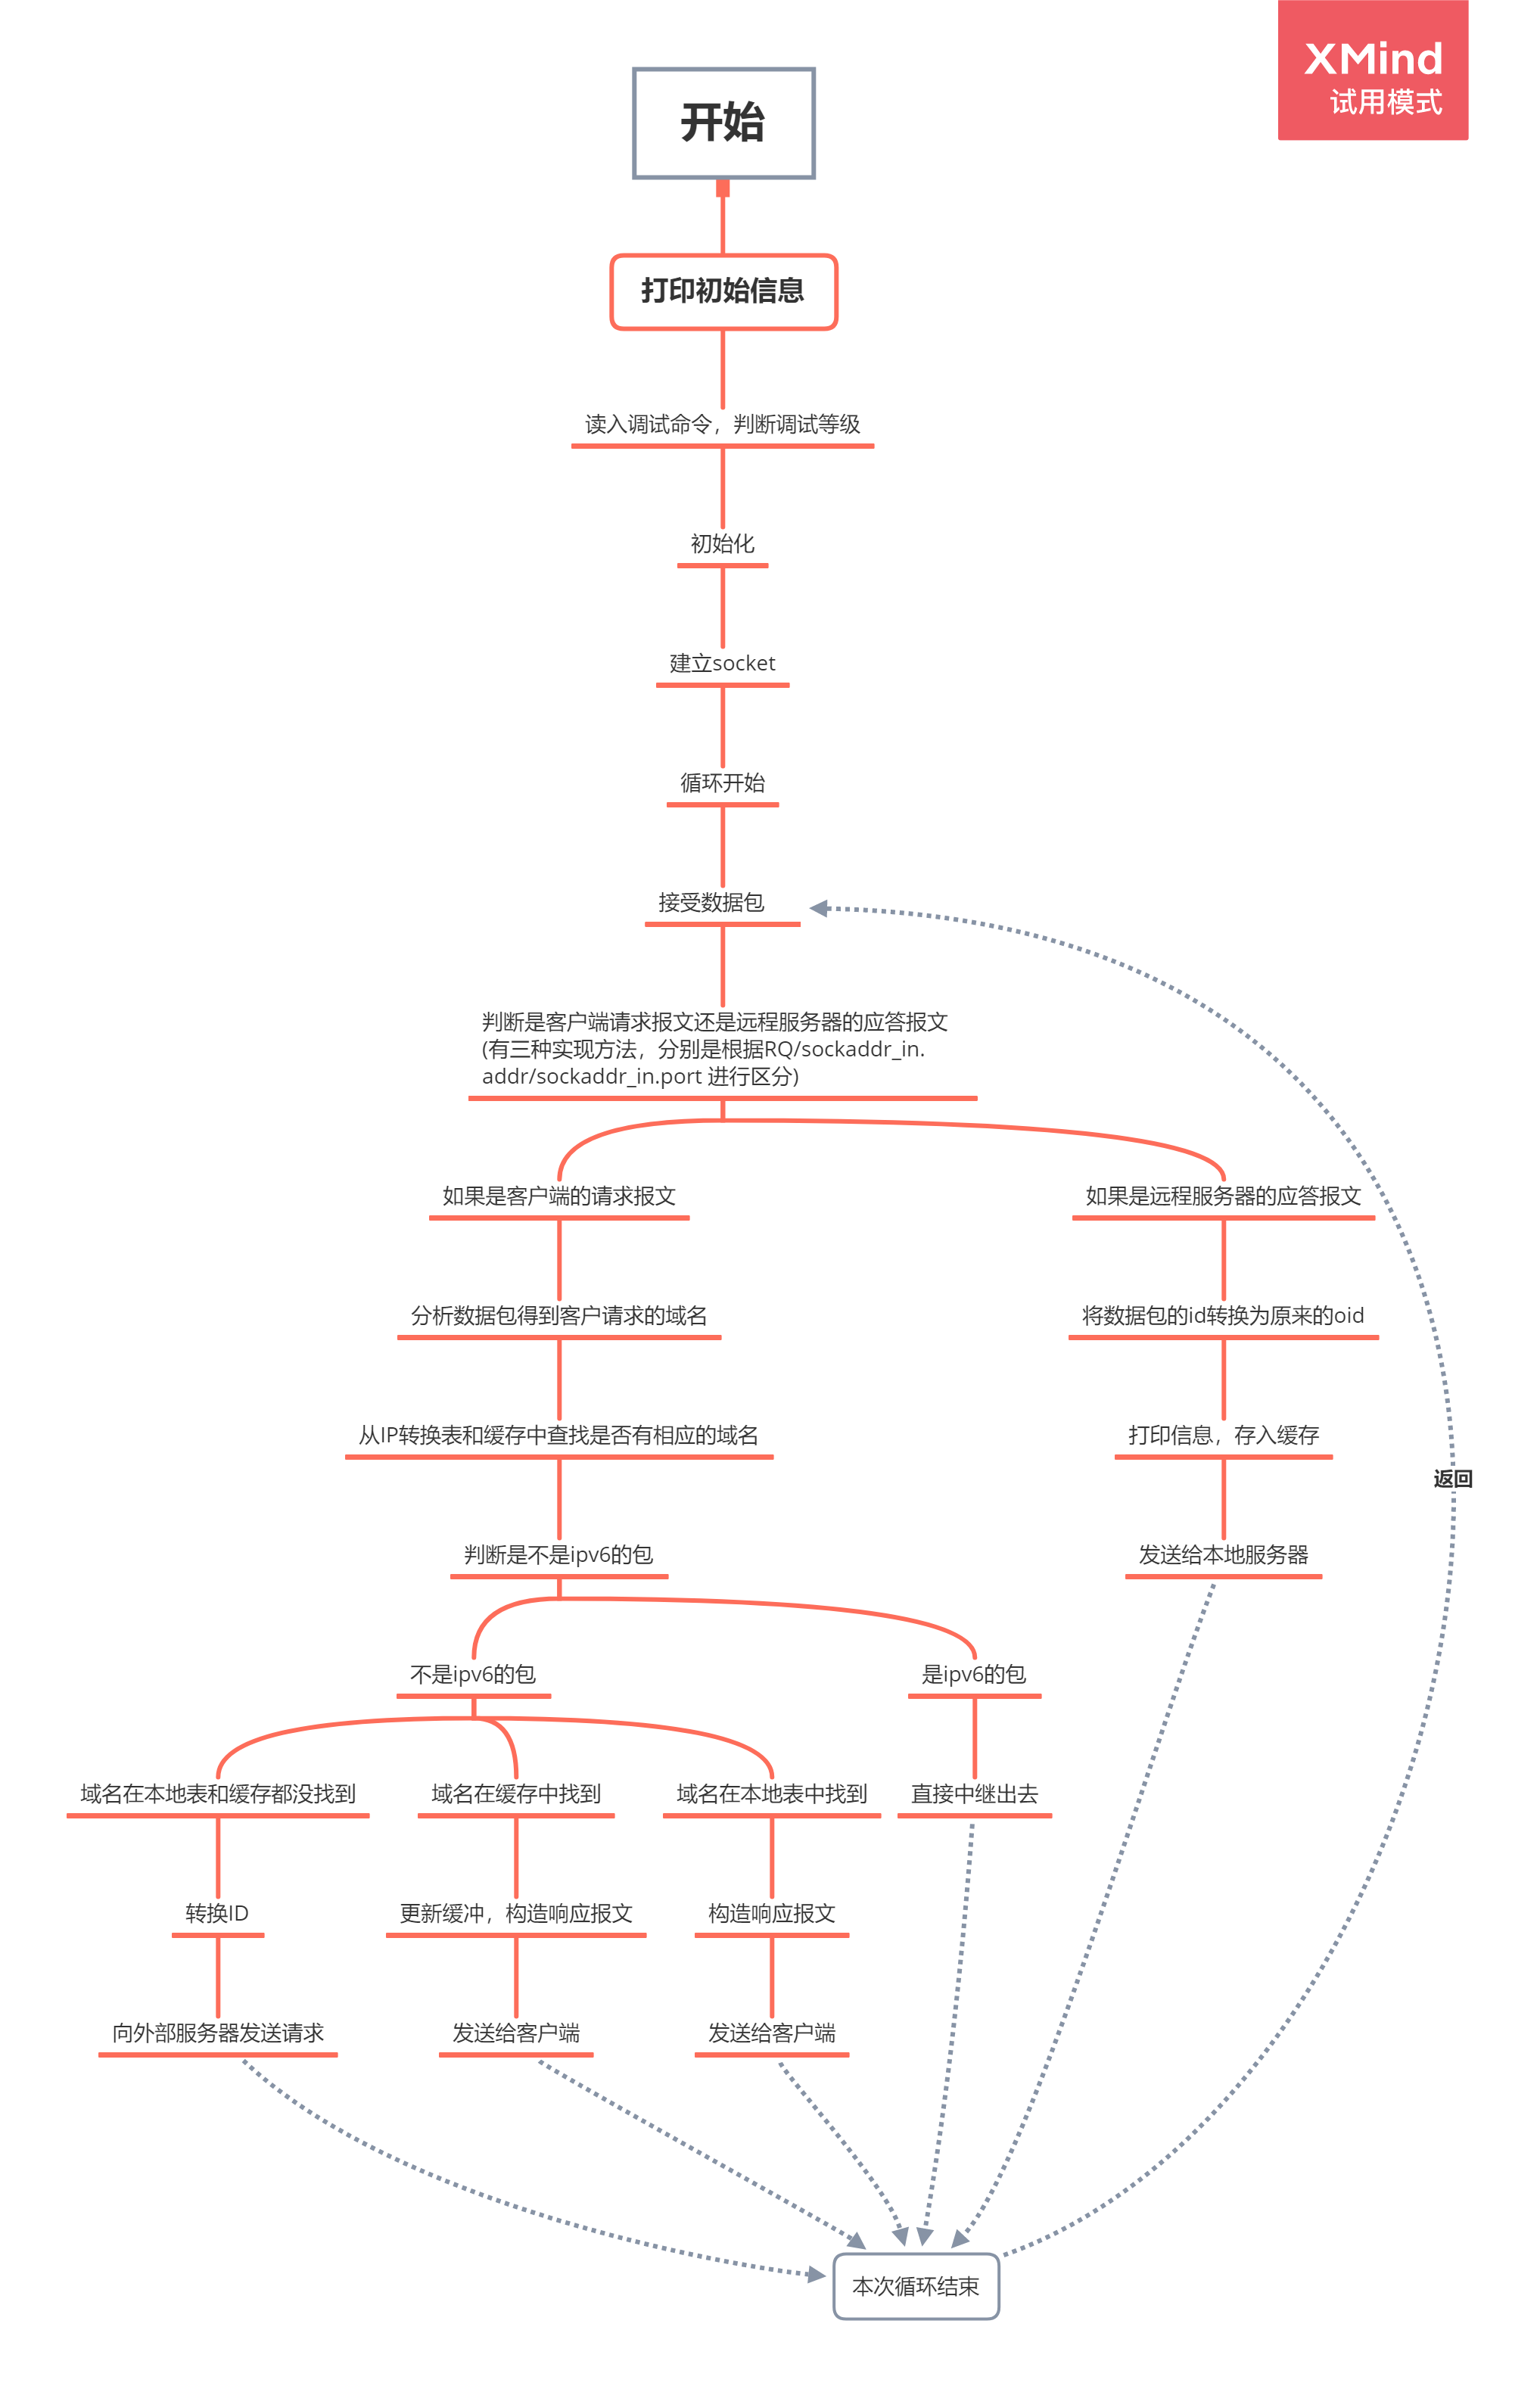 XMind
试用模式
开始
打印初始信息
读入调试命令，判断调试等级
初始化
建立socket
循环开始
接受数据包
判断是客户端请求报文还是远程服务器的应答报文
(有三种实现方法，分别是根据RQ/sockaddr_in.
addr/sockaddr_in.port 进行区分)
如果是客户端的请求报文
如果是远程服务器的应答报文
分析数据包得到客户请求的域名
将数据包的id转换为原来的oid
从IP转换表和缓存中查找是否有相应的域名
打印信息，存入缓存
返回
判断是不是ipv6的包
发送给本地服务器
不是ipv6的包
是ipv6的包
域名在本地表和缓存都没找到
域名在缓存中找到
域名在本地表中找到
直接中继出去
转换ID
更新缓冲，构造响应报文
构造响应报文
向外部服务器发送请求
发送给客户端
发送给客户端
本次循环结束